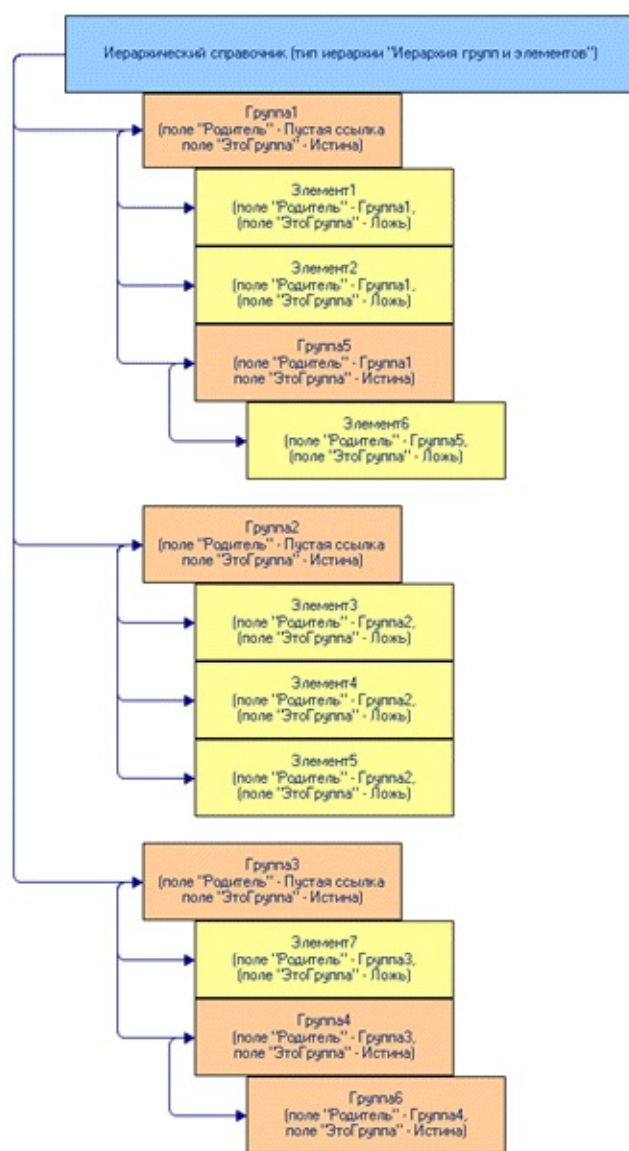 Иерархический справочник (тип иерархии "Иерархия групп и элементов")
Группа1
(поле "Родитель" - Пустая ссылка
поле "ЭтоГруппа" - Истина)
Элемент1
(поле "Родитель" - Группа1,
(поле "ЭтоГруппа" - Ложь)
Элемент2
(поле "Родитель" - Группа1,
(поле "ЭтоГруппа" - Ложь)
Группа5
(поле "Родитель" - Группа1
поле "ЭтоГруппа" - Истина)
Элемент6
(поле "Родитель" - Группа5,
(поле "ЭтоГруппа" - Ложь)
Группа2
(поле "Родитель" - Пустая ссылка
поле "ЭтоГруппа" - Истина)
Элемент3
(поле "Родитель" - Группа2,
(поле "ЭтоГруппа" - Ложь)
Элемент4
(поле "Родитель" - Группа2,
(поле "ЭтоГруппа" - Ложь)
Элемент5
(поле "Родитель" - Группа2,
(поле "ЭтоГруппа" - Ложь)
Группа3
(поле "Родитель" - Пустая ссылка
поле "ЭтоГруппа" - Истина)
Элемент7
(поле "Родитель" - Группа3,
(поле "ЭтоГруппа" - Ложь)
Группа4
(поле "Родитель" - Группа3,
поле "ЭтоГруппа" - Истина)
Группа6
(поле "Родитель" - Группа4,
поле "ЭтоГруппа" - Истина)